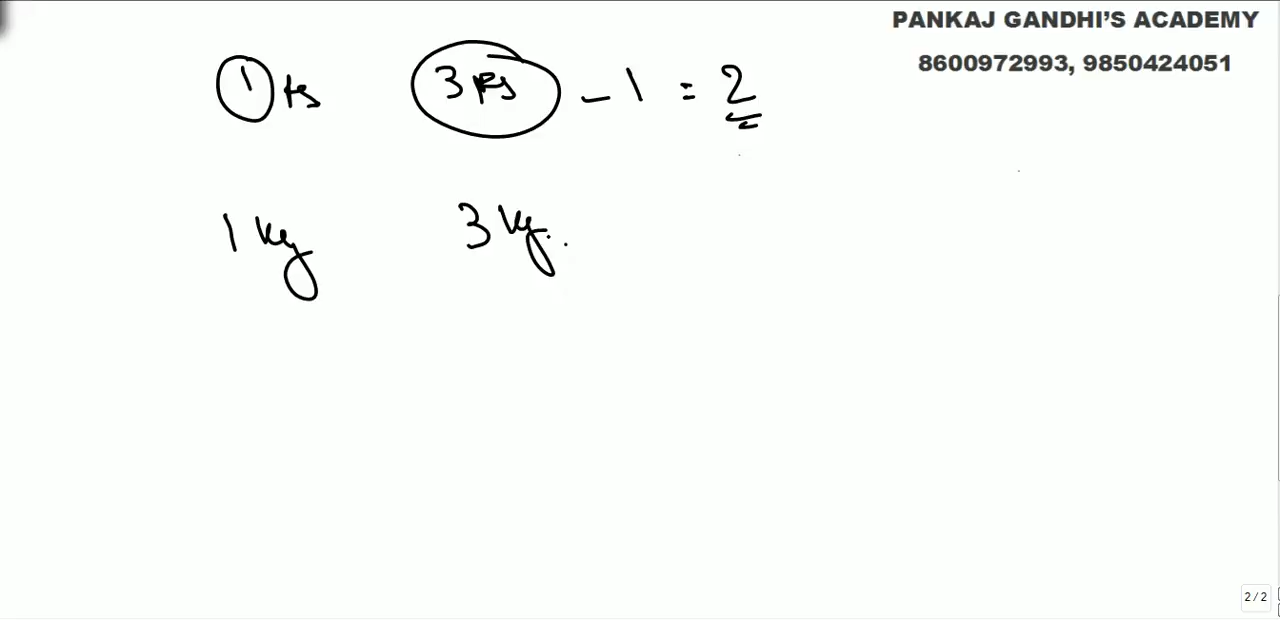 PANKAJ GANDHI'S ACADEMY
8600972993, 9850424051
1 Rs 3 Rs - 1 = 2
1 kg 3 kg.
2 / 2